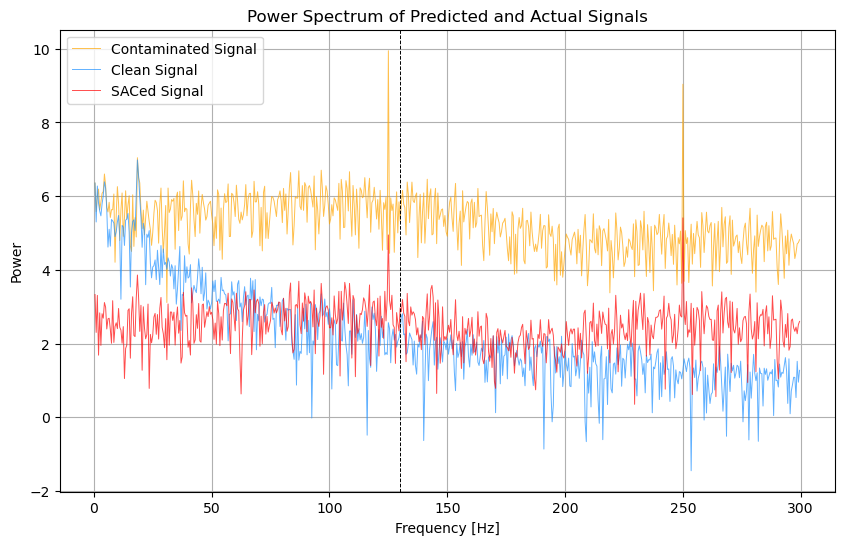 Power Spectrum of Predicted and Actual Signals
Contaminated Signal
Clean Signal
SACed Signal
10
8
6
4
2
0
−2
Power
0
50
100
150
200
250
300
Frequency [Hz]